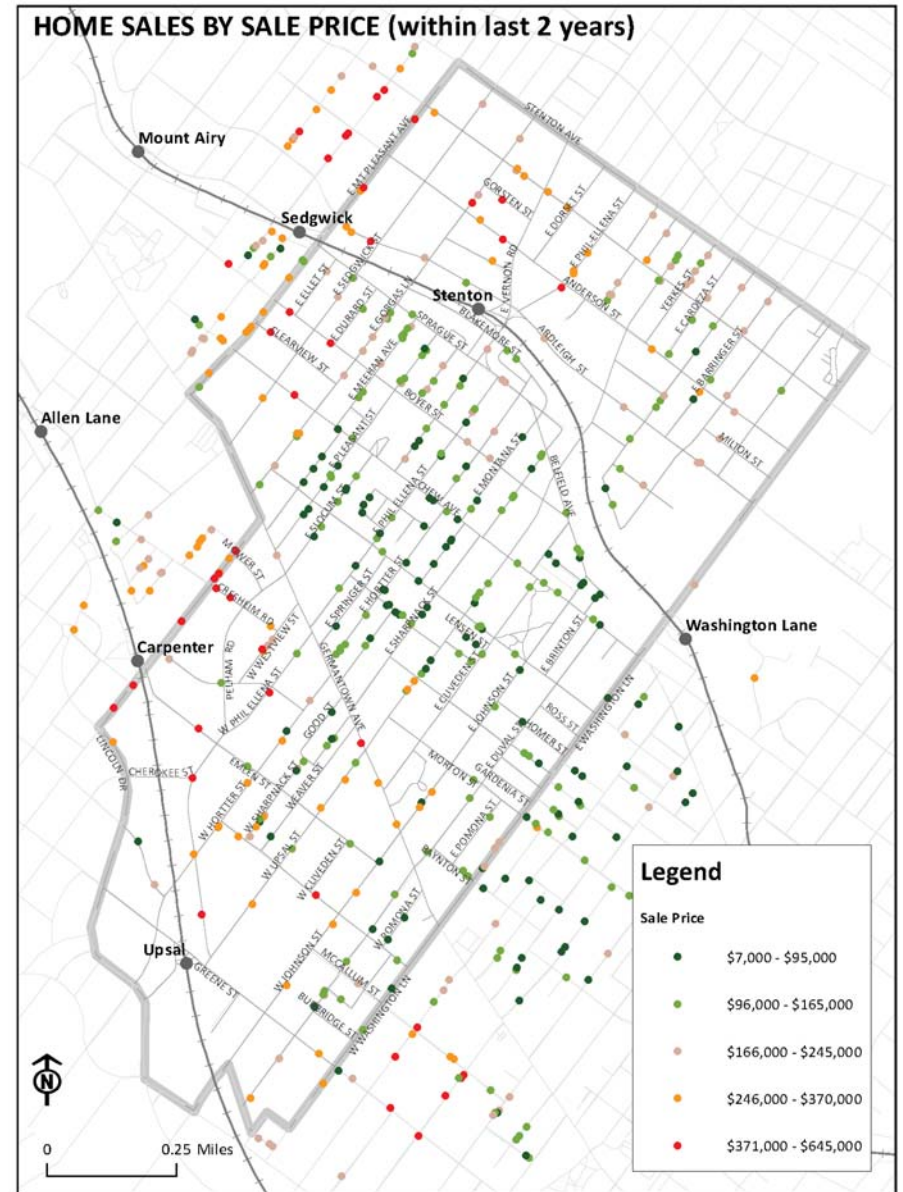 HOME SALES BY SALE PRICE (within last 2 years)
STENTON AVE
Mount Airy
E MT PLEASANT AVE
GORSTEN ST
E DORSET ST
E PHIL-ELLENA ST
Sedgwick
E SEDGWICK ST
E VERNON RD
YERKES ST
E ELLET ST
E DURARD ST
E GORGAS LN
Stenton
ANDERSON ST
E CARDEZA ST
SPRAGUE ST
BLAKEMORE ST
ARDLEIGH ST
CLEARVIEW ST
E MEEHAN AVE
E BARRINGER ST
BOYER ST
Allen Lane
E PLEASANT ST
MILTON ST
E MONTANA ST
BELFIELD AVE
E SLOCUM ST
E PHIL ELLENA ST
CHEW AVE
MOWER ST
CRESHEIM RD
E SPRINGER ST
E HORTTER ST
E SHARPNACK ST
LENSEN ST
Washington Lane
Carpenter
PELHAM RD
W WESTVIEW ST
GERMANTOWN AVE
E CLIVEDEN ST
E BRINTON ST
W PHIL ELLENA ST
E JOHNSON ST
E WASHINGTON LN
GOOD ST
ROSS ST
E DUVAL ST
HOMER ST
LINCOLN DR
CHEROKEE ST
EMLEN ST
W SHARPNACK ST
WEAVER ST
MORTON ST
GARDENIA ST
W HORTTER ST
W UPSAL ST
E POMONA ST
BAYNTON ST
W CLIVEDEN ST
W POMONA ST
Upsal
GREENE ST
W JOHNSON ST
MCCALLUM ST
BURBRIDGE ST
W WASHINGTON LN
N
0 0.25 Miles
Legend
Sale Price
$7,000 - $95,000
$96,000 - $165,000
$166,000 - $245,000
$246,000 - $370,000
$371,000 - $645,000